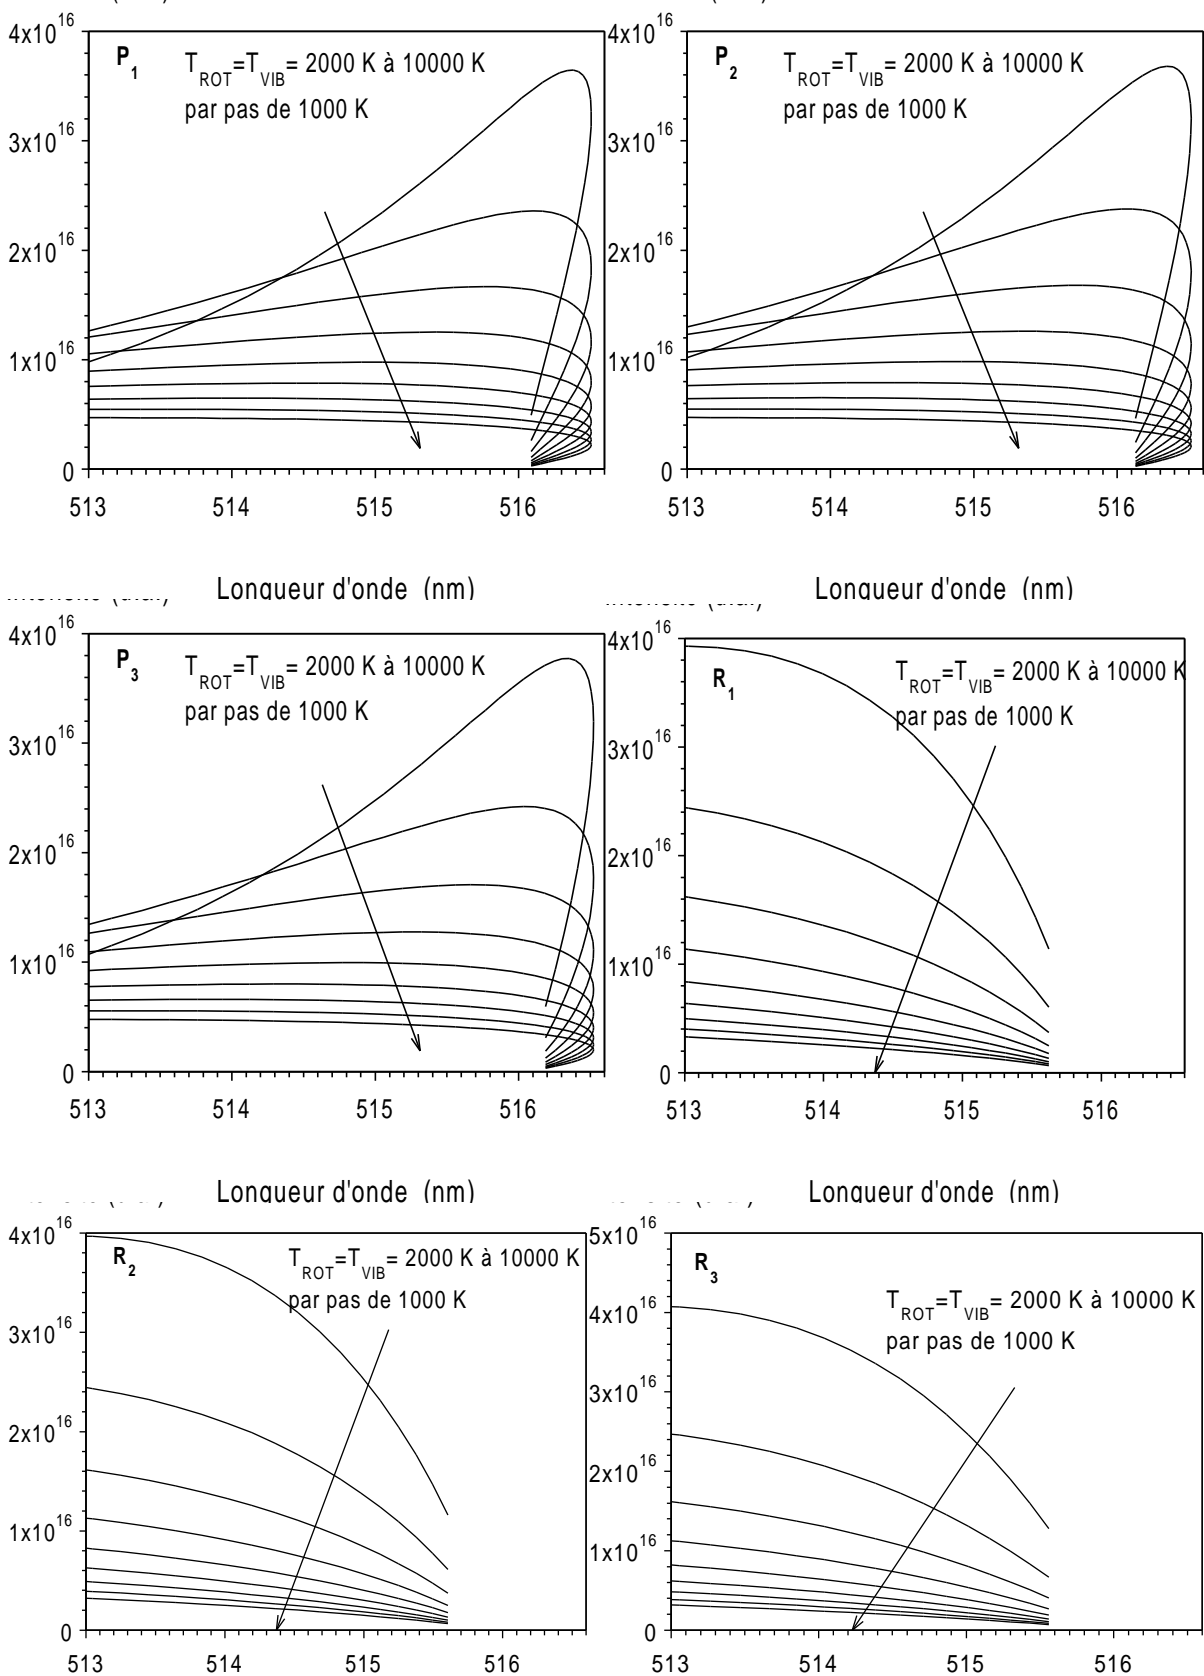 4x10^16
P_1
T_ROT=T_VIB= 2000 K à 10000 K
par pas de 1000 K
3x10^16
2x10^16
1x10^16
0
513 514 515 516
Longueur d'onde (nm)
4x10^16
P_2
T_ROT=T_VIB= 2000 K à 10000 K
par pas de 1000 K
3x10^16
2x10^16
1x10^16
0
513 514 515 516
Longueur d'onde (nm)
4x10^16
P_3
T_ROT=T_VIB= 2000 K à 10000 K
par pas de 1000 K
3x10^16
2x10^16
1x10^16
0
513 514 515 516
Longueur d'onde (nm)
4x10^16
R_1
T_ROT=T_VIB= 2000 K à 10000 K
par pas de 1000 K
3x10^16
2x10^16
1x10^16
0
513 514 515 516
Longueur d'onde (nm)
4x10^16
R_2
T_ROT=T_VIB= 2000 K à 10000 K
par pas de 1000 K
3x10^16
2x10^16
1x10^16
0
513 514 515 516
5x10^16
R_3
4x10^16
T_ROT=T_VIB= 2000 K à 10000 K
par pas de 1000 K
3x10^16
2x10^16
1x10^16
0
513 514 515 516